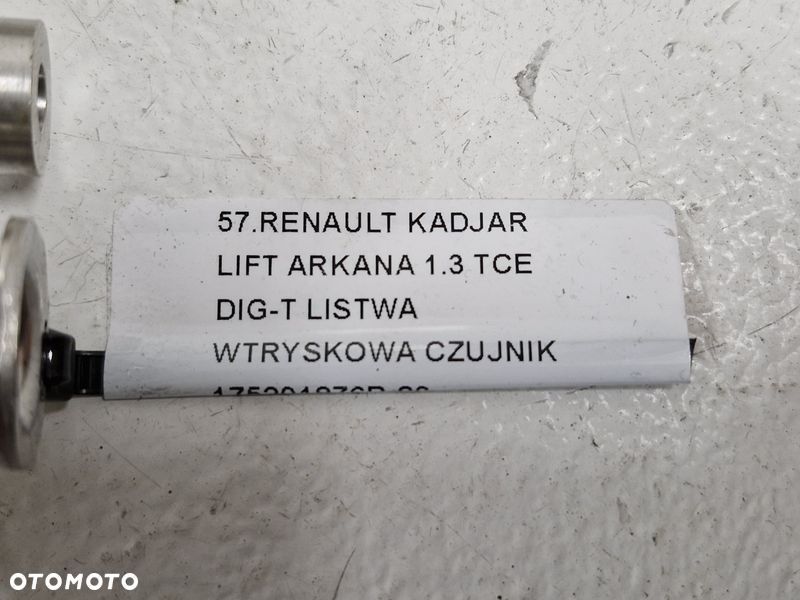 57.RENAULT KADJAR
LIFT ARKANA 1.3 TCE
DIG-T LISTWA
WTRYSKOWA CZUJNIK
OTOMOTO